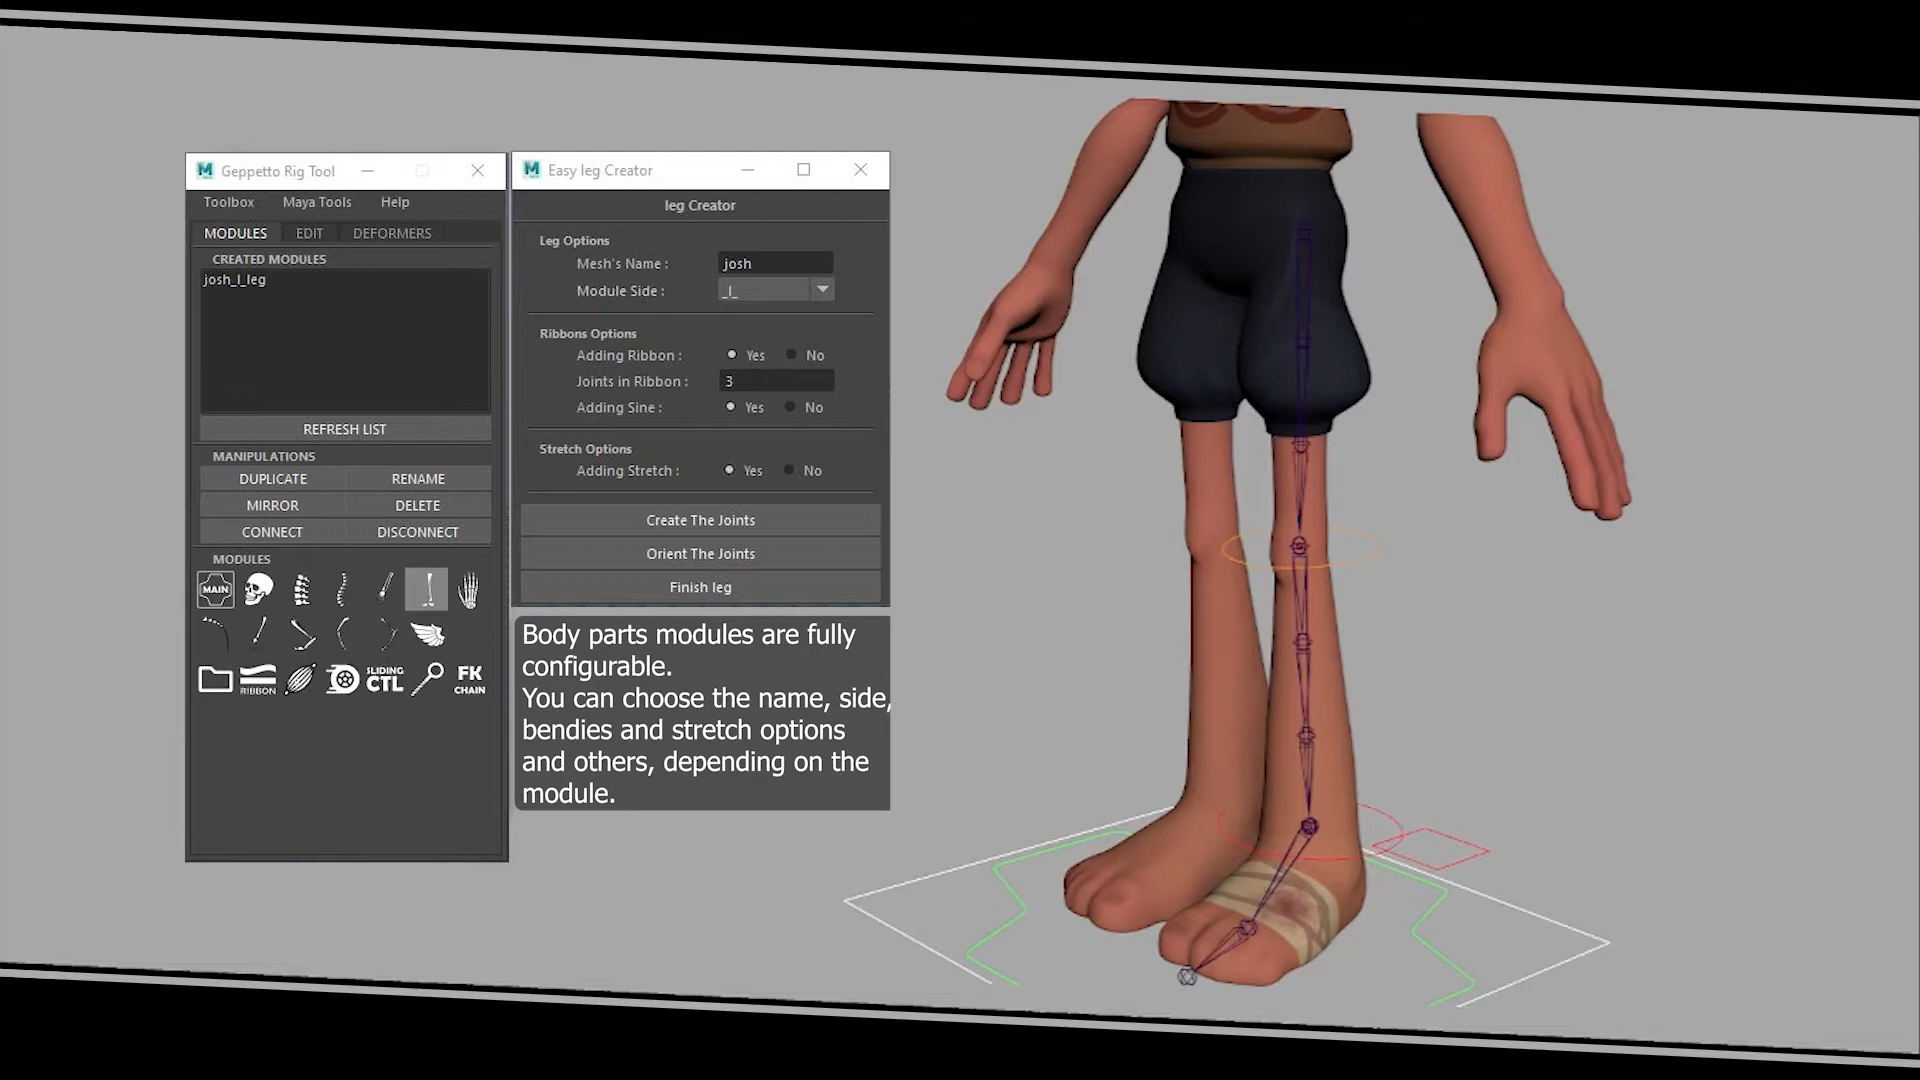 Geppetto Rig Tool
Toolbox Maya Tools Help
MODULES EDIT DEFORMERS
CREATED MODULES
josh_l_leg
REFRESH LIST
MANIPULATIONS
DUPLICATE RENAME
MIRROR DELETE
CONNECT DISCONNECT
MODULES
MAIN
RIBBON
SLIDING
CTL
FK
CHAIN
Easy leg Creator
leg Creator
Leg Options
Mesh's Name : josh
Module Side : _l_
Ribbons Options
Adding Ribbon : Yes No
Joints in Ribbon : 3
Adding Sine : Yes No
Stretch Options
Adding Stretch : Yes No
Create The Joints
Orient The Joints
Finish leg
Body parts modules are fully
configurable.
You can choose the name, side,
bendies and stretch options
and others, depending on the
module.